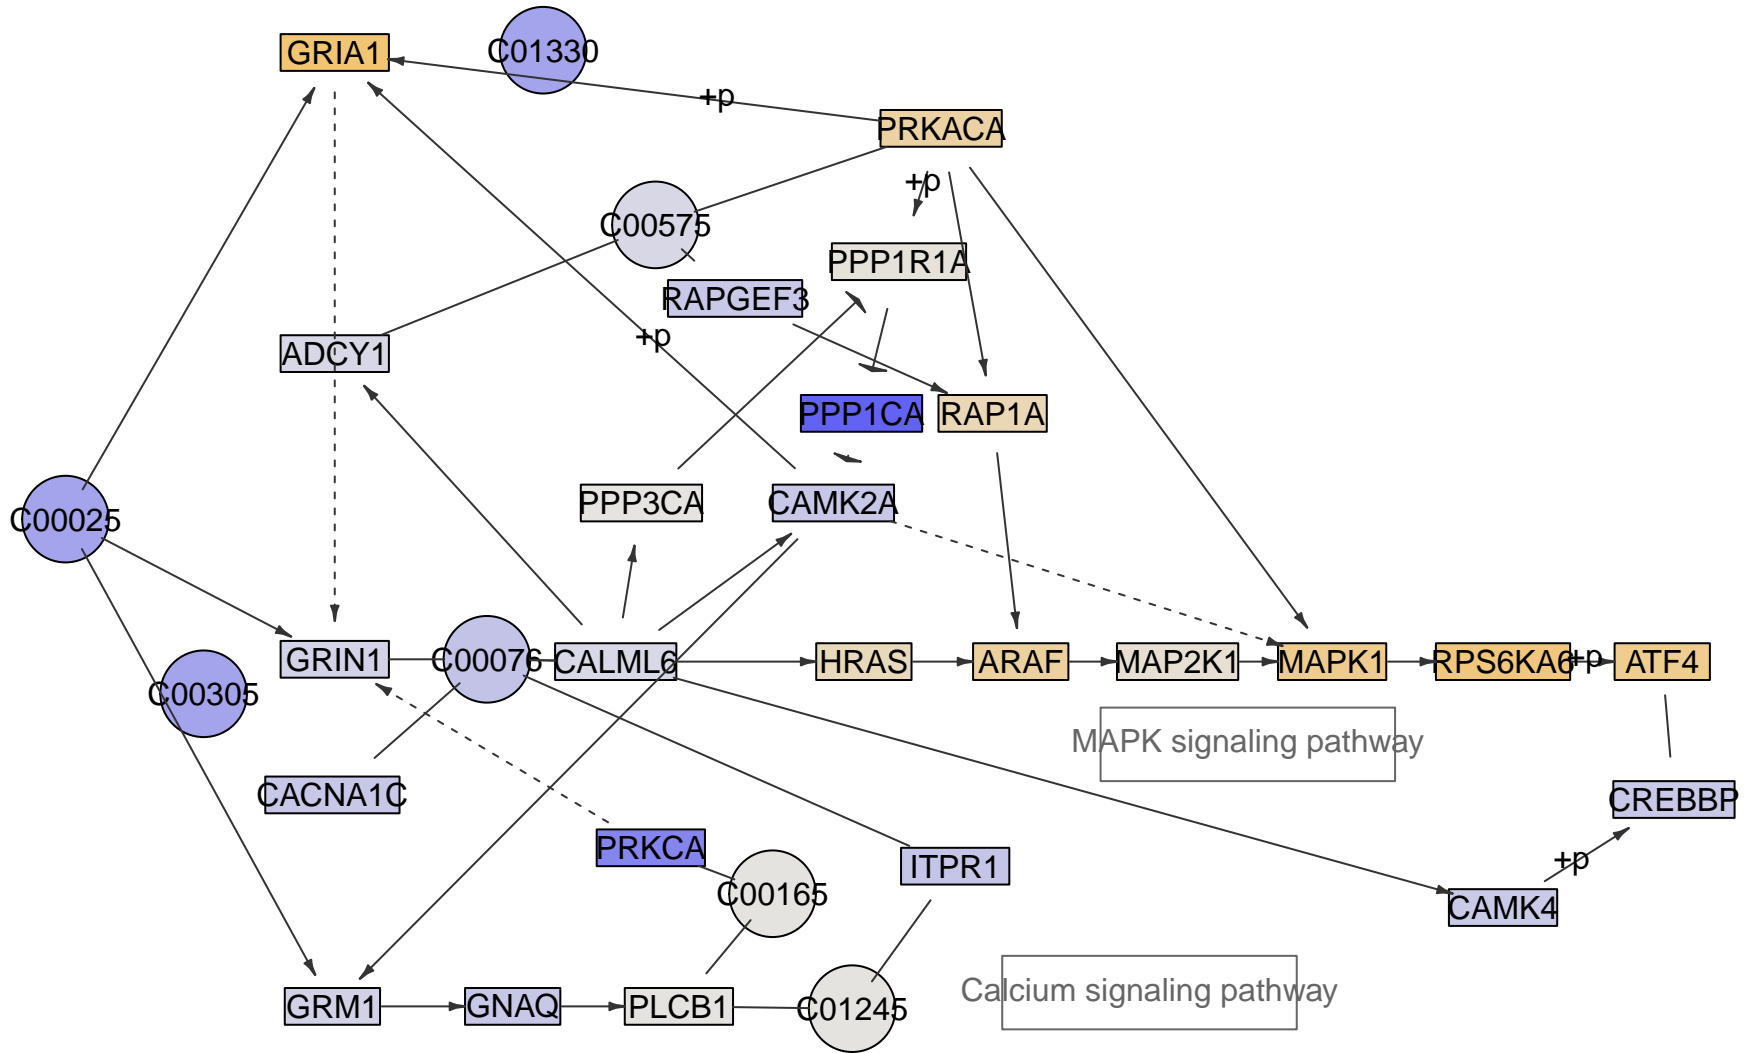 GRIA1
C01330
+p
PRKACA
+p
C00575
PPP1R1A
RAPGEF3
+p
ADCY1
PPP1CA
RAP1A
PPP3CA
CAMK2A
C00025
GRIN1
C00076
CALML6
HRAS
ARAF
MAP2K1
MAPK1
RPS6KA6
+p
ATF4
C00305
MAPK signaling pathway
CACNA1C
CREBBP
PRKCA
ITPR1
+p
C00165
CAMK4
Calcium signaling pathway
GRM1
GNAQ
PLCB1
C01245